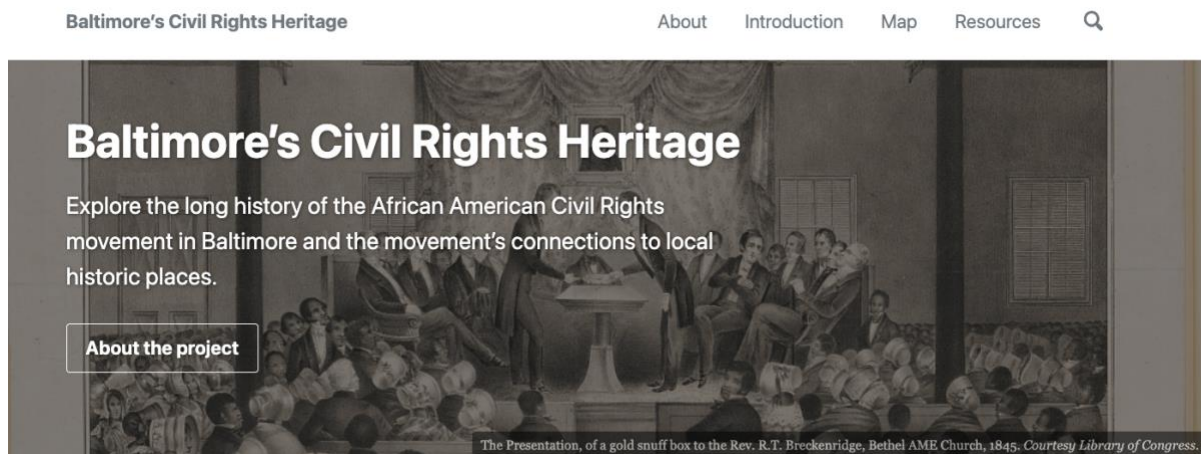 Baltimore’s Civil Rights Heritage
About Introduction Map Resources
Baltimore’s Civil Rights Heritage
Explore the long history of the African American Civil Rights
movement in Baltimore and the movement’s connections to local
historic places.
About the project
The Presentation, of a gold snuff box to the Rev. R.T. Breckenridge, Bethel AME Church, 1845. Courtesy Library of Congress.